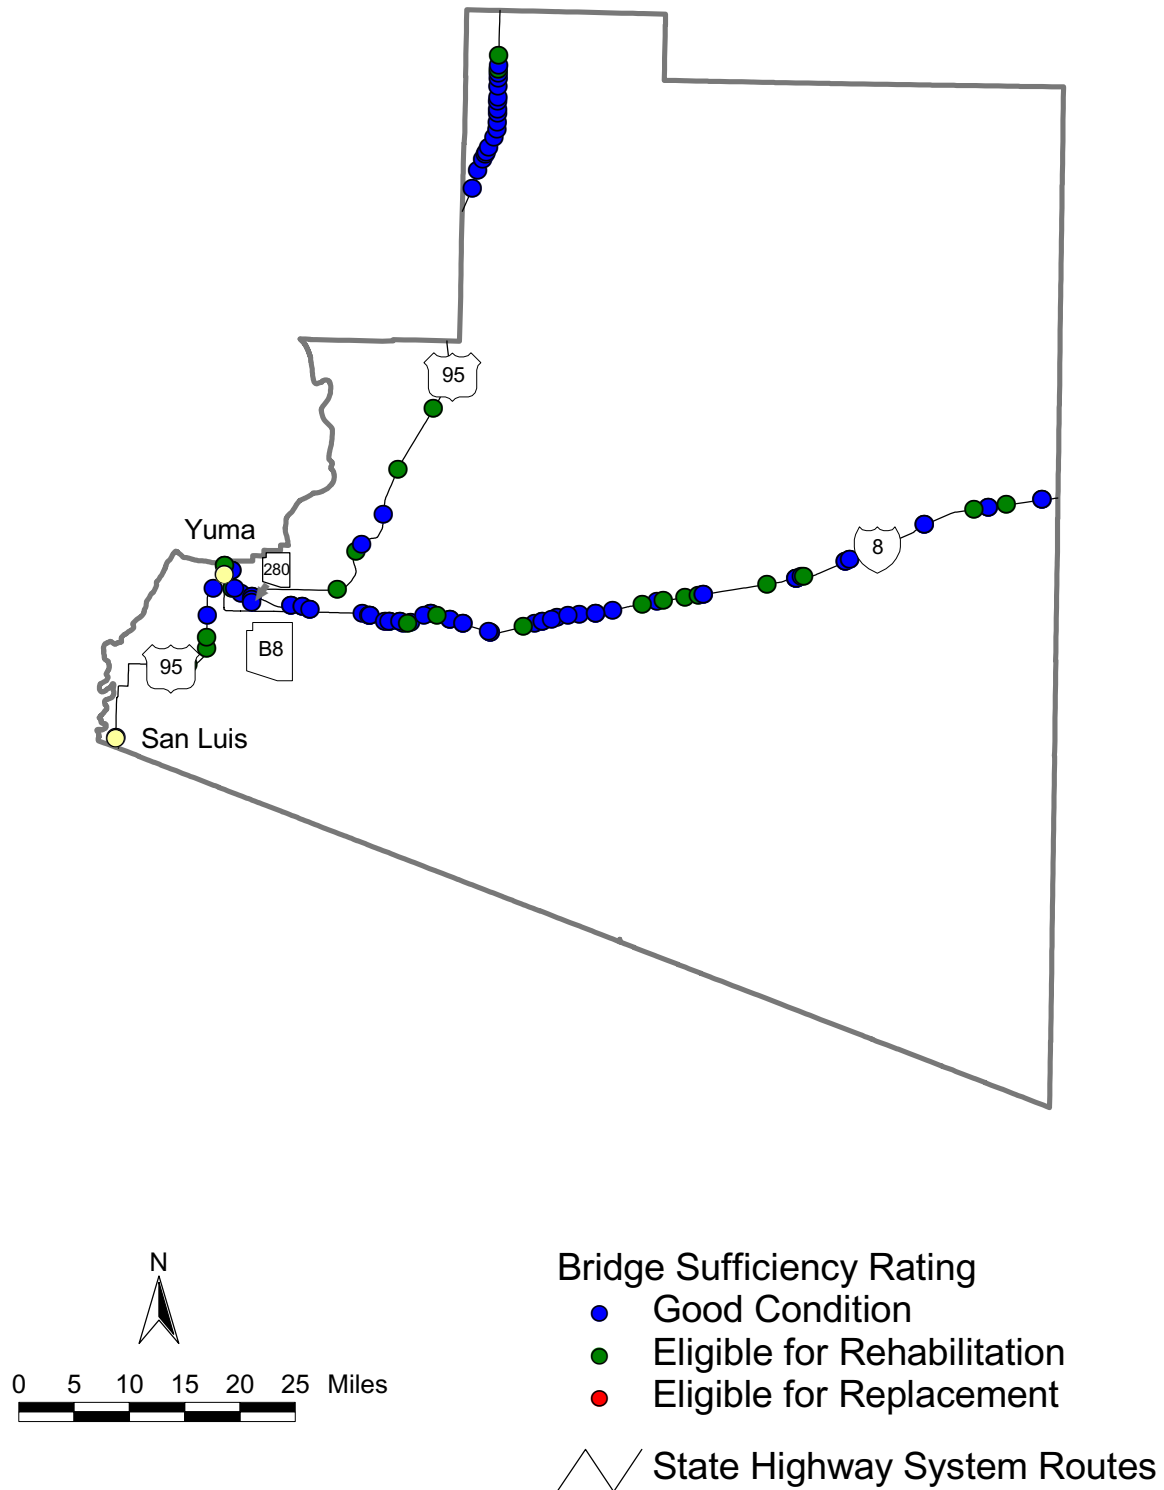 95
Yuma
280
8
B8
95
San Luis
N
0 5 10 15 20 25 Miles
Bridge Sufficiency Rating
Good Condition
Eligible for Rehabilitation
Eligible for Replacement
State Highway System Routes